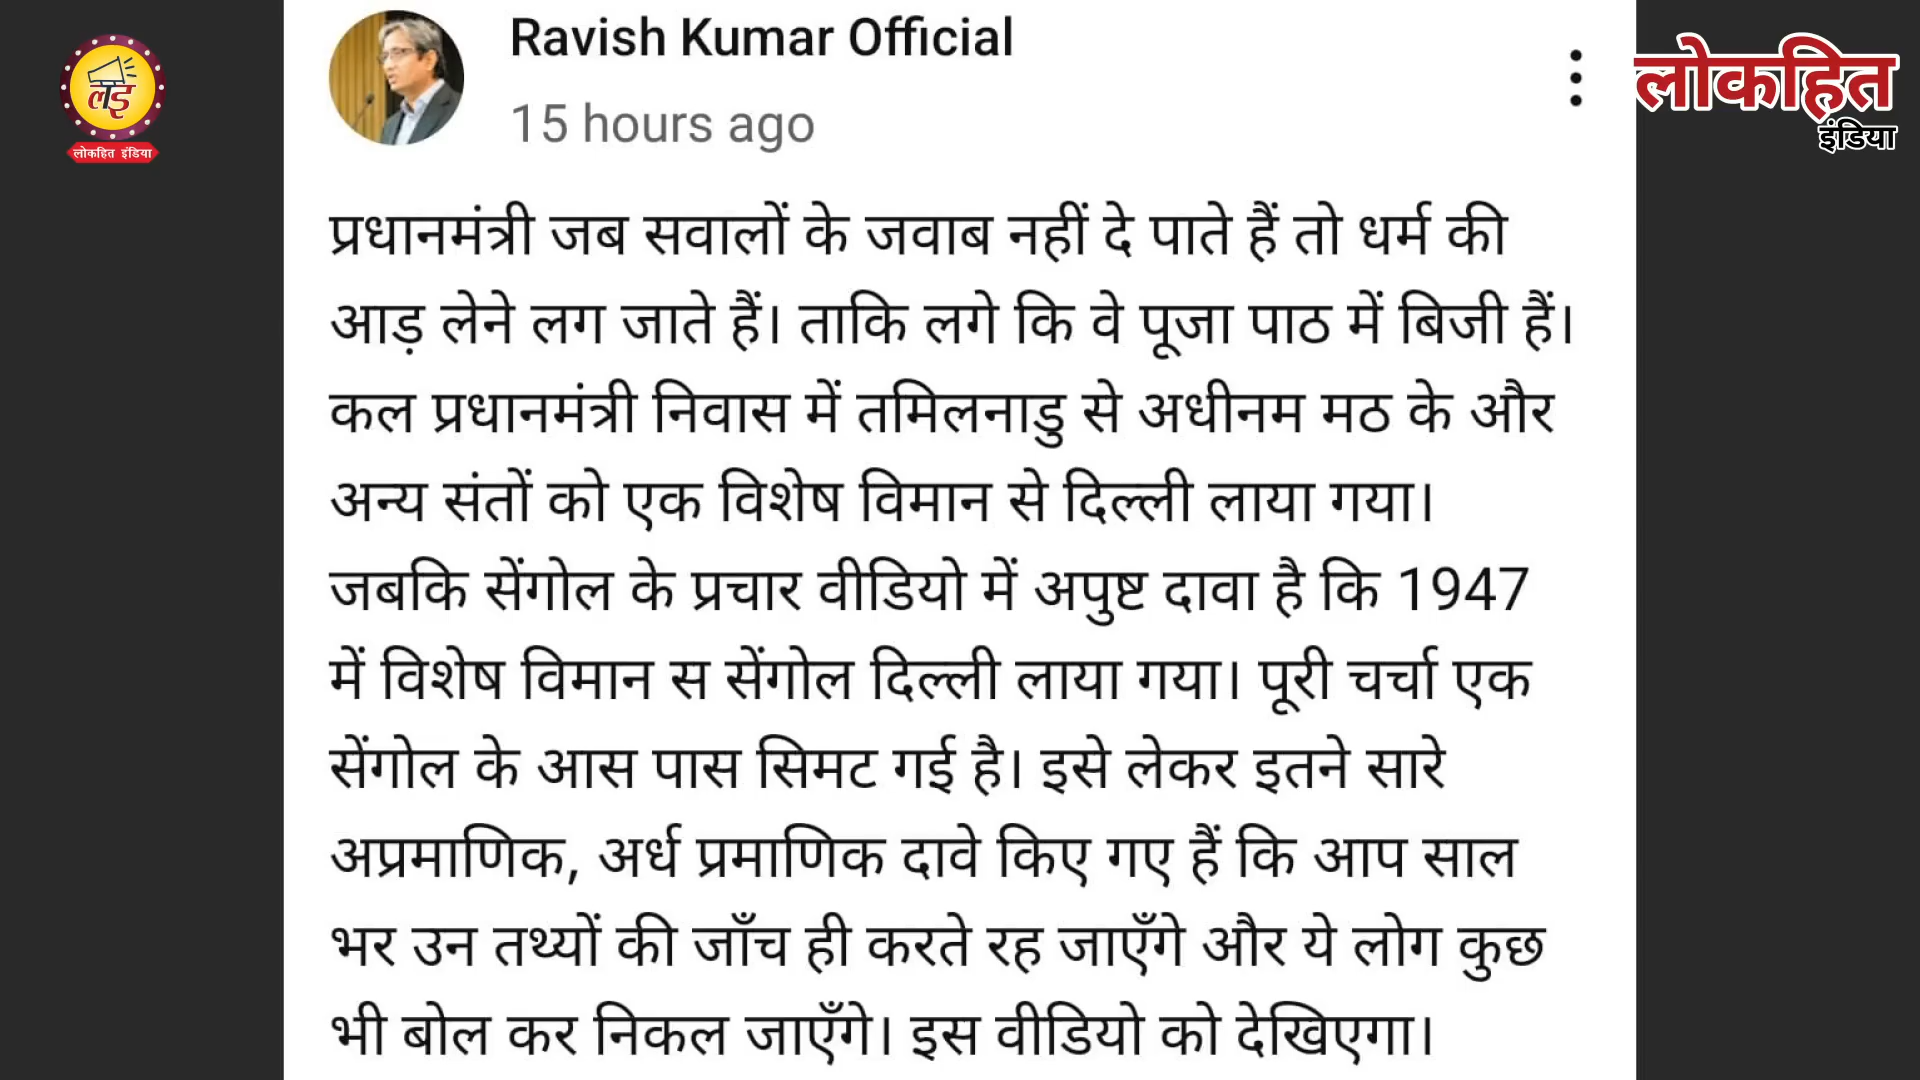 Ravish Kumar Official
15 hours ago
लइ
लोकहित इंडिया
लोकहित
इंडिया
प्रधानमंत्री जब सवालों के जवाब नहीं दे पाते हैं तो धर्म की
आड़ लेने लग जाते हैं। ताकि लगे कि वे पूजा पाठ में बिजी हैं।
कल प्रधानमंत्री निवास में तमिलनाडु से अधीनम मठ के और
अन्य संतों को एक विशेष विमान से दिल्ली लाया गया।
जबकि सेंगोल के प्रचार वीडियो में अपुष्ट दावा है कि 1947
में विशेष विमान स सेंगोल दिल्ली लाया गया। पूरी चर्चा एक
सेंगोल के आस पास सिमट गई है। इसे लेकर इतने सारे
अप्रमाणिक, अर्ध प्रमाणिक दावे किए गए हैं कि आप साल
भर उन तथ्यों की जाँच ही करते रह जाएँगे और ये लोग कुछ
भी बोल कर निकल जाएँगे। इस वीडियो को देखिएगा।